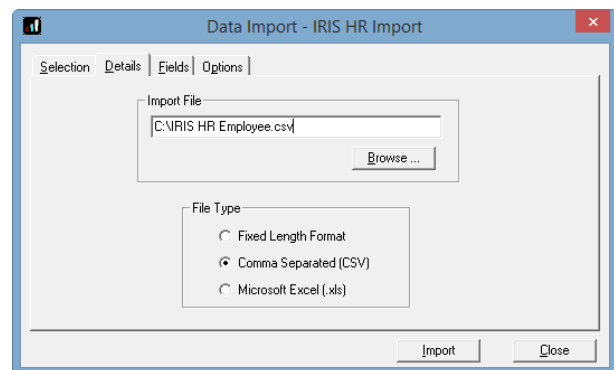 Data Import - IRIS HR Import
Selection Details Fields Options
Import File
C:\IRIS HR Employee.csv
Browse ...
File Type
Fixed Length Format
Comma Separated (CSV)
Microsoft Excel (.xls)
Import Close